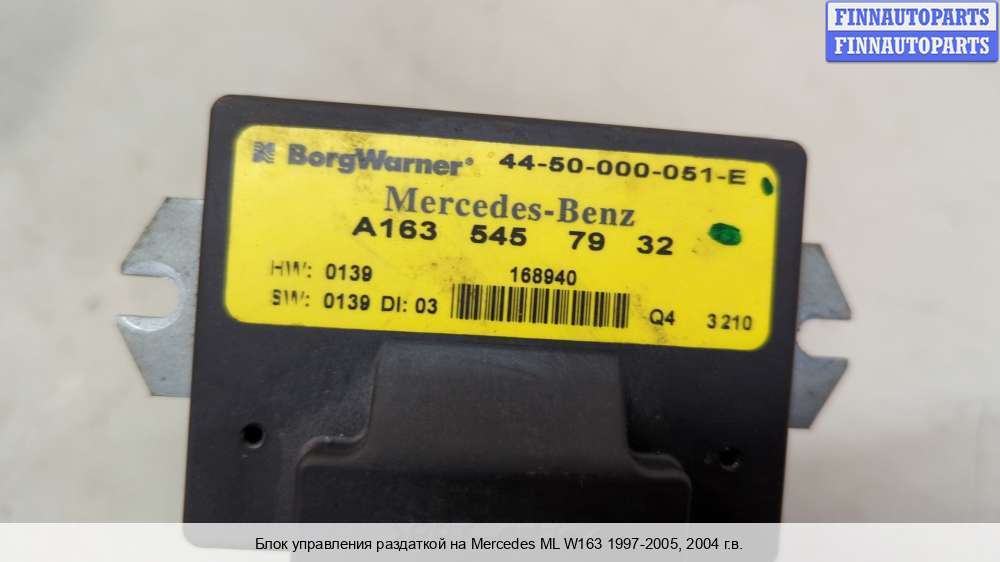 FINNAUTOPARTS
FINNAUTOPARTS
BorgWarner® 44-50-000-051-E
Mercedes-Benz
A163 545 79 32
HW: 0139 168940
SW: 0139 DI: 03 Q4 3210
Блок управления раздаткой на Mercedes ML W163 1997-2005, 2004 г.в.